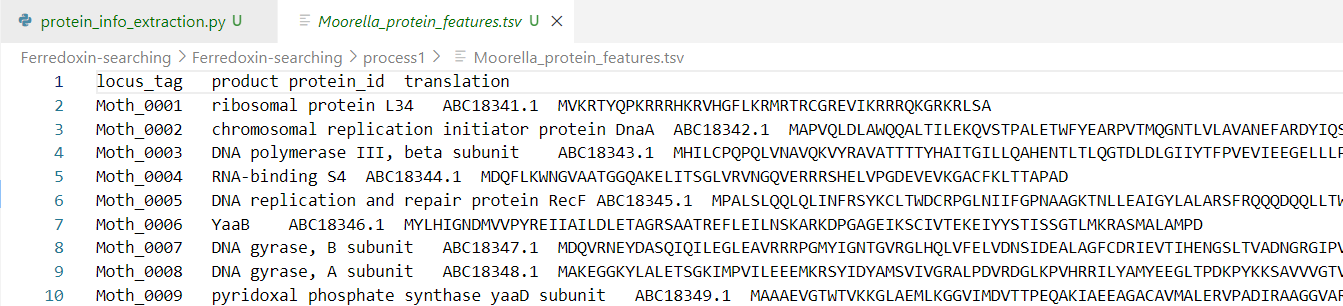 protein_info_extraction.py U
Moorella_protein_features.tsv U
Ferredoxin-searching > Ferredoxin-searching > process1 > Moorella_protein_features.tsv
1 locus_tag product protein_id translation
2 Moth_0001 ribosomal protein L34 ABC18341.1 MVKRTYQPKRRRHKRVHGFLKRMRTRCGREVIKRRRQKGRKRLSA
3 Moth_0002 chromosomal replication initiator protein DnaA ABC18342.1 MAPVQLDLAWQQALTILEKQVSTPALETWFYEARPVTMQGNTLVLAVANEFARDYIQS
4 Moth_0003 DNA polymerase III, beta subunit ABC18343.1 MHILCPQPQLVNAVQKVYRAVATTTTYHAITGILLQAHENTLTLQGTDLDLGIIYTFPVEVIEEGELLLP
5 Moth_0004 RNA-binding S4 ABC18344.1 MDQFLKWNGVAATGGQAKELITSGLVRVNGQVERRRSHELVPGDEVEVKGACFKLTTAPAD
6 Moth_0005 DNA replication and repair protein RecF ABC18345.1 MPALSLQQLQLINFRSYKCLTWDCRPGLNIIFGPNAAGKTNLLEAIGYLALARSFRQQQDQQLLTW
7 Moth_0006 YaaB ABC18346.1 MYLHIGNDMVVPYREIIAILDLETAGRSAATREFLEILNSKARKDPGAGEIKSCIVTEKEIYYSTISSGTLMKRASMALAMPD
8 Moth_0007 DNA gyrase, B subunit ABC18347.1 MDQVRNEYDASQIQILEGLEAVRRRPGMYIGNTGVRGLHQLVFELVDNSIDEALAGFCDRIEVTIHENGSLTVADNGRGIPV
9 Moth_0008 DNA gyrase, A subunit ABC18348.1 MAKEGGKYLALETSGKIMPVILEEEMKRSYIDYAMSVIVGRALPDVRDGLKPVHRRILYAMYEEGLTPDKPYKKSAVVVGTV
10 Moth_0009 pyridoxal phosphate synthase yaaD subunit ABC18349.1 MAAAEVGTWTVKKGLAEMLKGGVIMDVTTPEQAKIAEEAGACAVMALERVPADIRAAGGVA